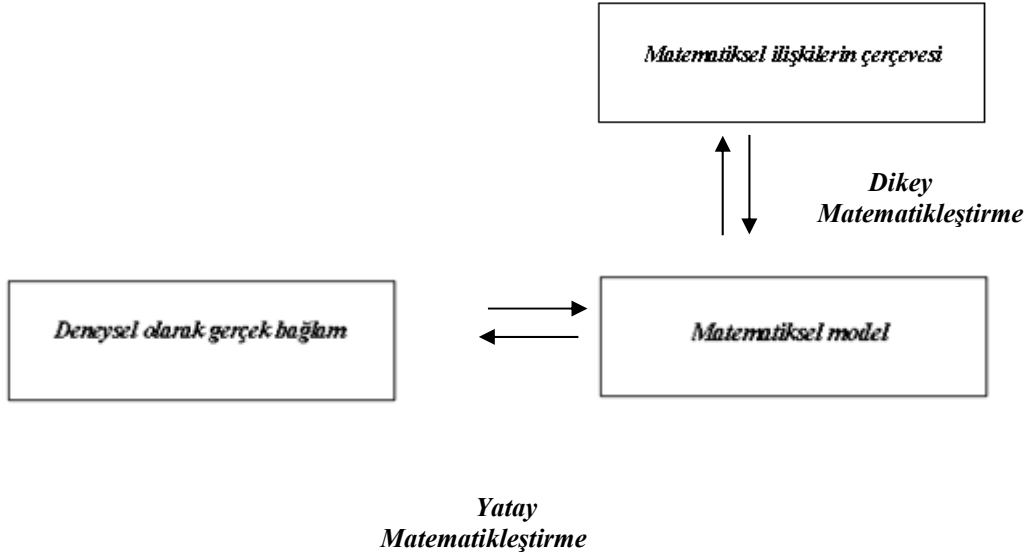 Matematiksel ilişkilerin çerçevesi
Dikey
Matematikleştirme
Deneysel olarak gerçek bağlam
Matematiksel model
Yatay
Matematikleştirme